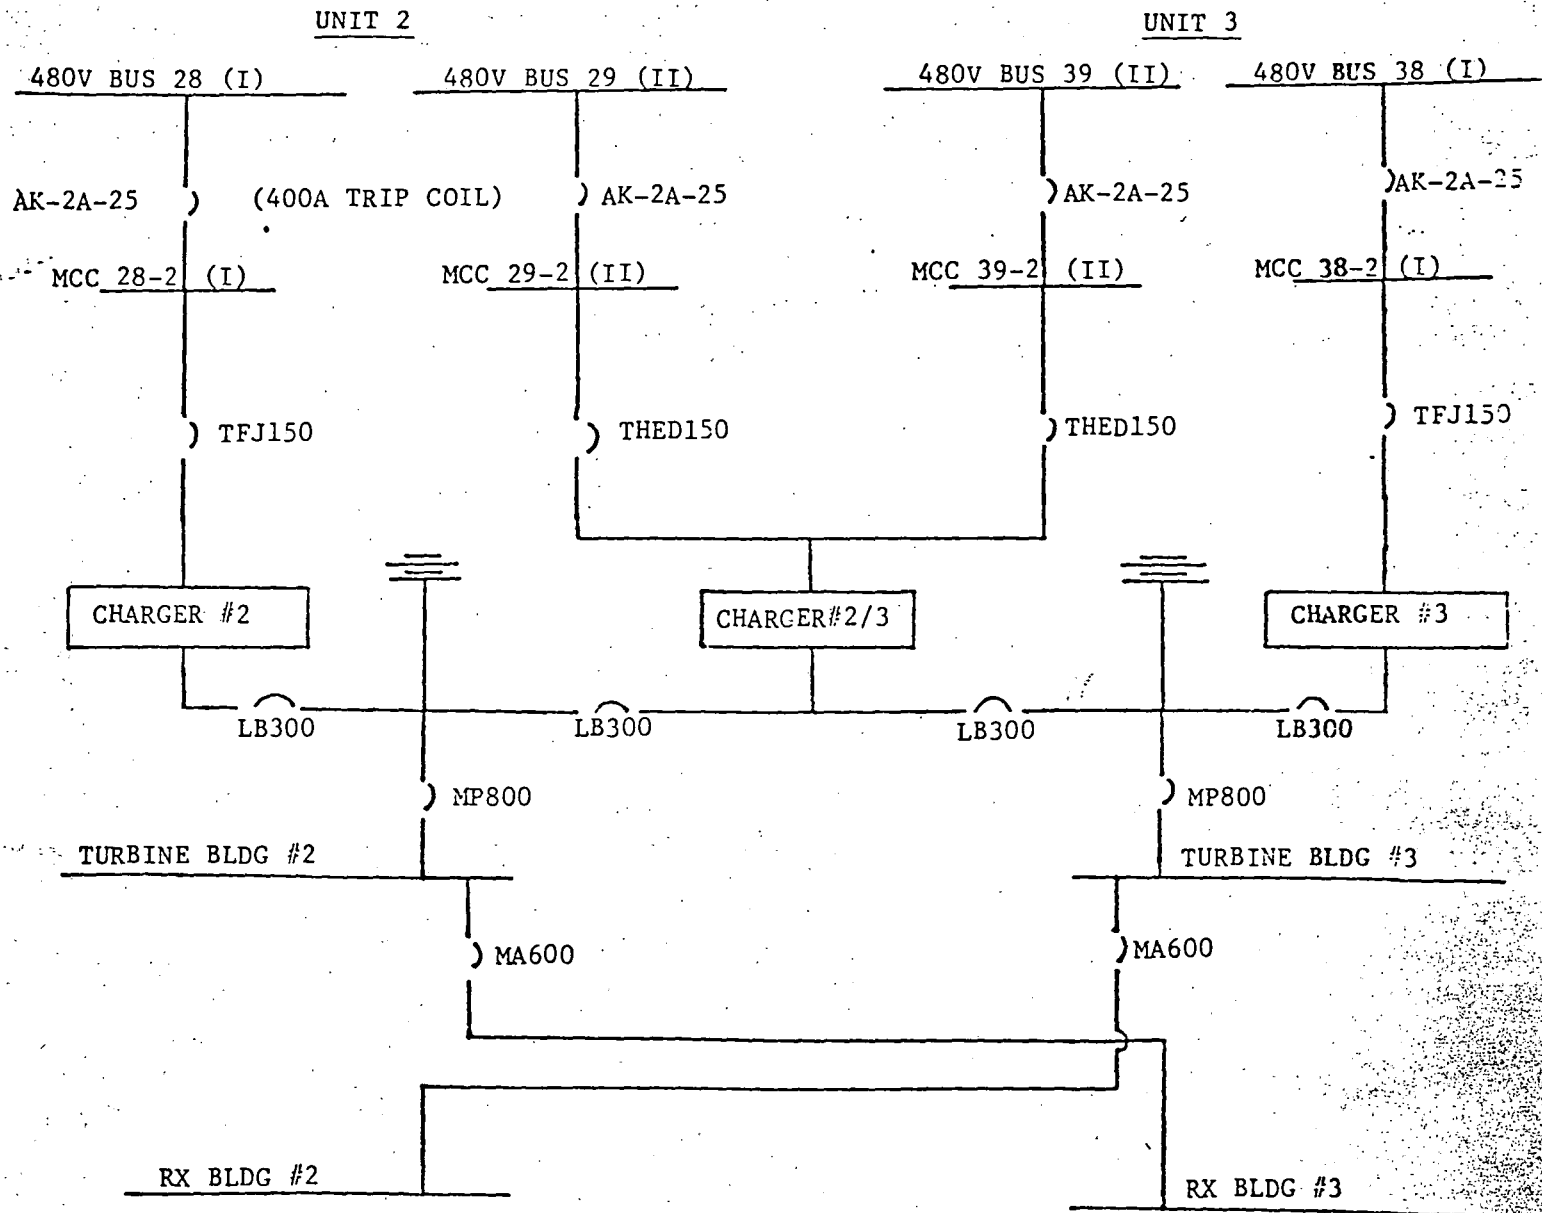 UNIT 2
UNIT 3
480V BUS 28 (I)
480V BUS 29 (II)
480V BUS 39 (II)
480V BUS 38 (I)
AK-2A-25
(400A TRIP COIL)
AK-2A-25
AK-2A-25
AK-2A-25
MCC 28-2 (I)
MCC 29-2 (II)
MCC 39-2 (II)
MCC 38-2 (I)
TFJ150
THED150
THED150
TFJ150
CHARGER #2
CHARGER#2/3
CHARGER #3
LB300
LB300
LB300
LB300
MP800
MP800
TURBINE BLDG #2
TURBINE BLDG #3
MA600
MA600
RX BLDG #2
RX BLDG #3